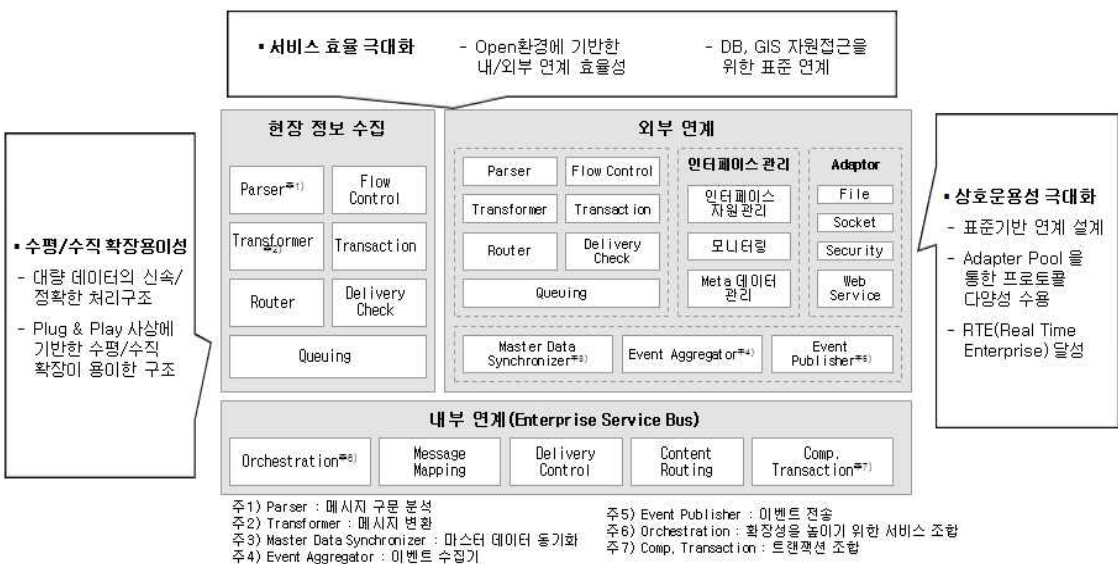 ▪ 서비스 효율 극대화
- Open환경에 기반한
내/외부 연계 효율성
- DB, GIS 자원접근을
위한 표준 연계
▪ 수평/수직 확장용이성
- 대량 데이터의 신속/
정확한 처리구조
- Plug & Play 사상에
기반한 수평/수직
확장이 용이한 구조
현장 정보 수집
Parser주1)
Flow
Control
Transformer
주2)
Transaction
Router
Delivery
Check
Queuing
외부 연계
Parser
Flow Control
Transformer
Transaction
Router
Delivery
Check
Queuing
인터페이스 관리
인터페이스
자원관리
모니터링
Meta 데이터
관리
Adaptor
File
Socket
Security
Web
Service
Master Data
Synchronizer주3)
Event Aggregator주4)
Event
Publisher주5)
▪ 상호운용성 극대화
- 표준기반 연계 설계
- Adapter Pool 을
통한 프로토콜
다양성 수용
- RTE(Real Time
Enterprise) 달성
내부 연계(Enterprise Service Bus)
Orchestration주6)
Message
Mapping
Delivery
Control
Content
Routing
Comp.
Transaction주7)
주1) Parser : 메시지 구문 분석
주2) Transformer : 메시지 변환
주3) Master Data Synchronizer : 마스터 데이터 동기화
주4) Event Aggregator : 이벤트 수집기
주5) Event Publisher : 이벤트 전송
주6) Orchestration : 확장성을 높이기 위한 서비스 조합
주7) Comp. Transaction : 트랜잭션 조합